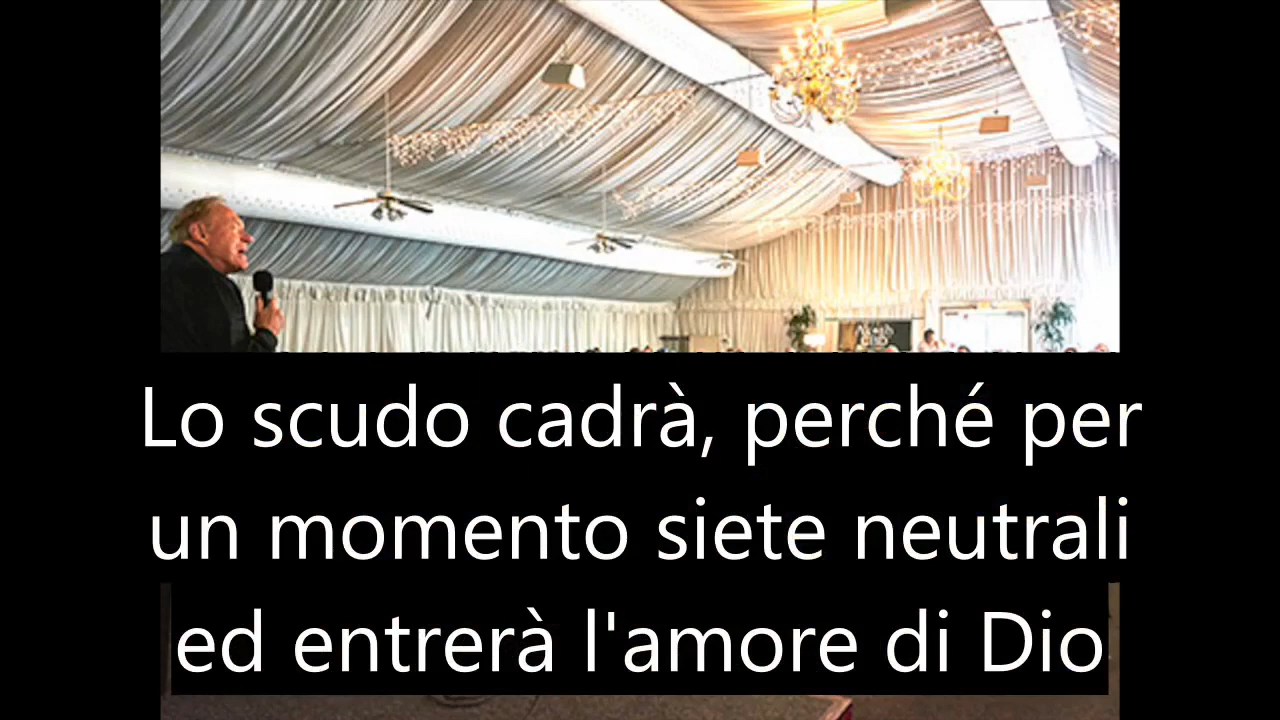 Lo scudo cadrà, perché per
un momento siete neutrali
ed entrerà l'amore di Dio